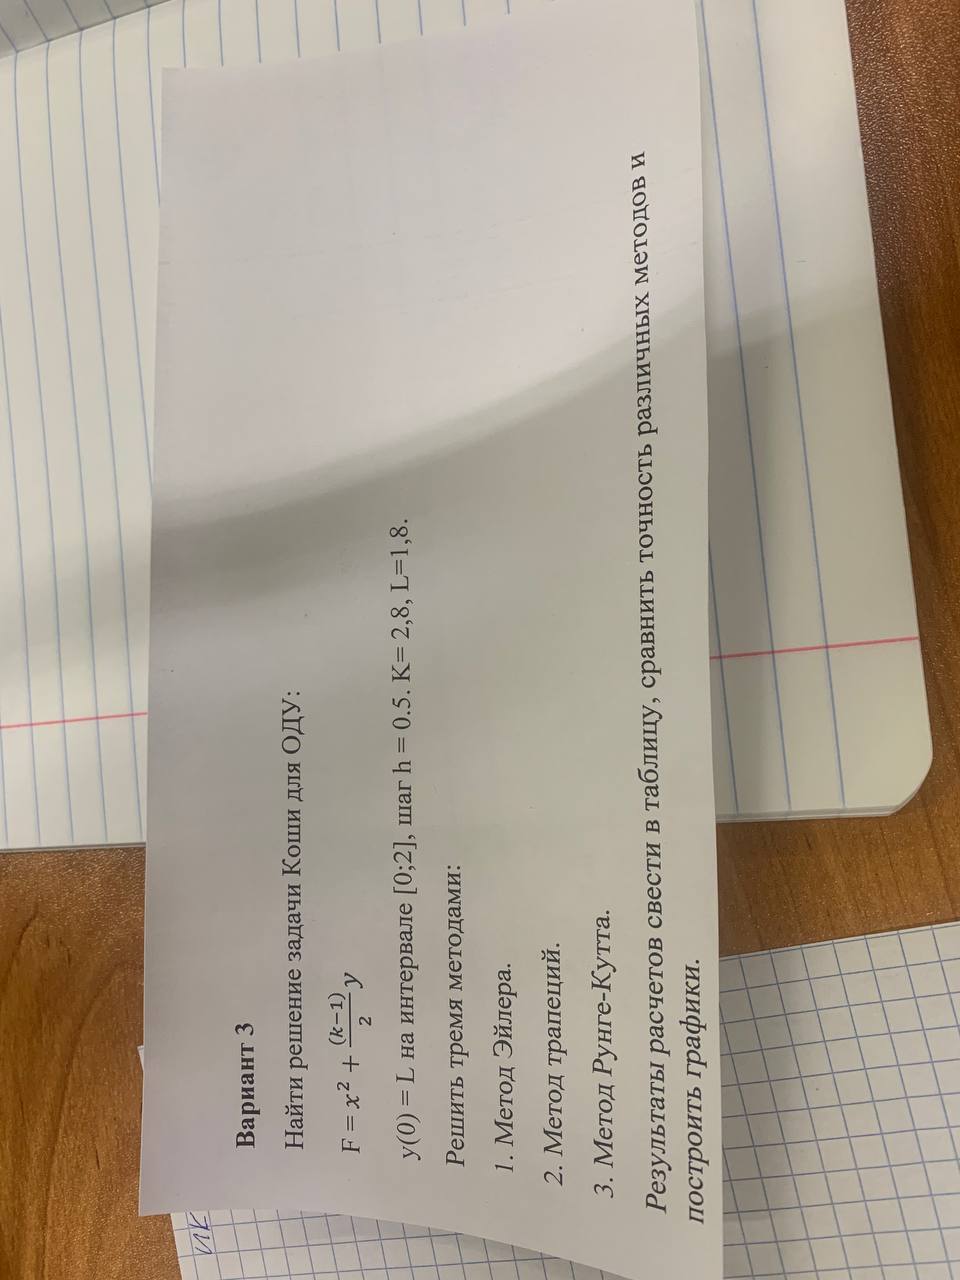 Вариант 3
Найти решение задачи Коши для ОДУ:
F = x² + (k−1)/2 y
y(0) = L на интервале [0;2], шаг h = 0.5. K= 2,8, L=1,8.
Решить тремя методами:
1. Метод Эйлера.
2. Метод трапеций.
3. Метод Рунге-Кутта.
Результаты расчетов свести в таблицу, сравнить точность различных методов и
построить графики.